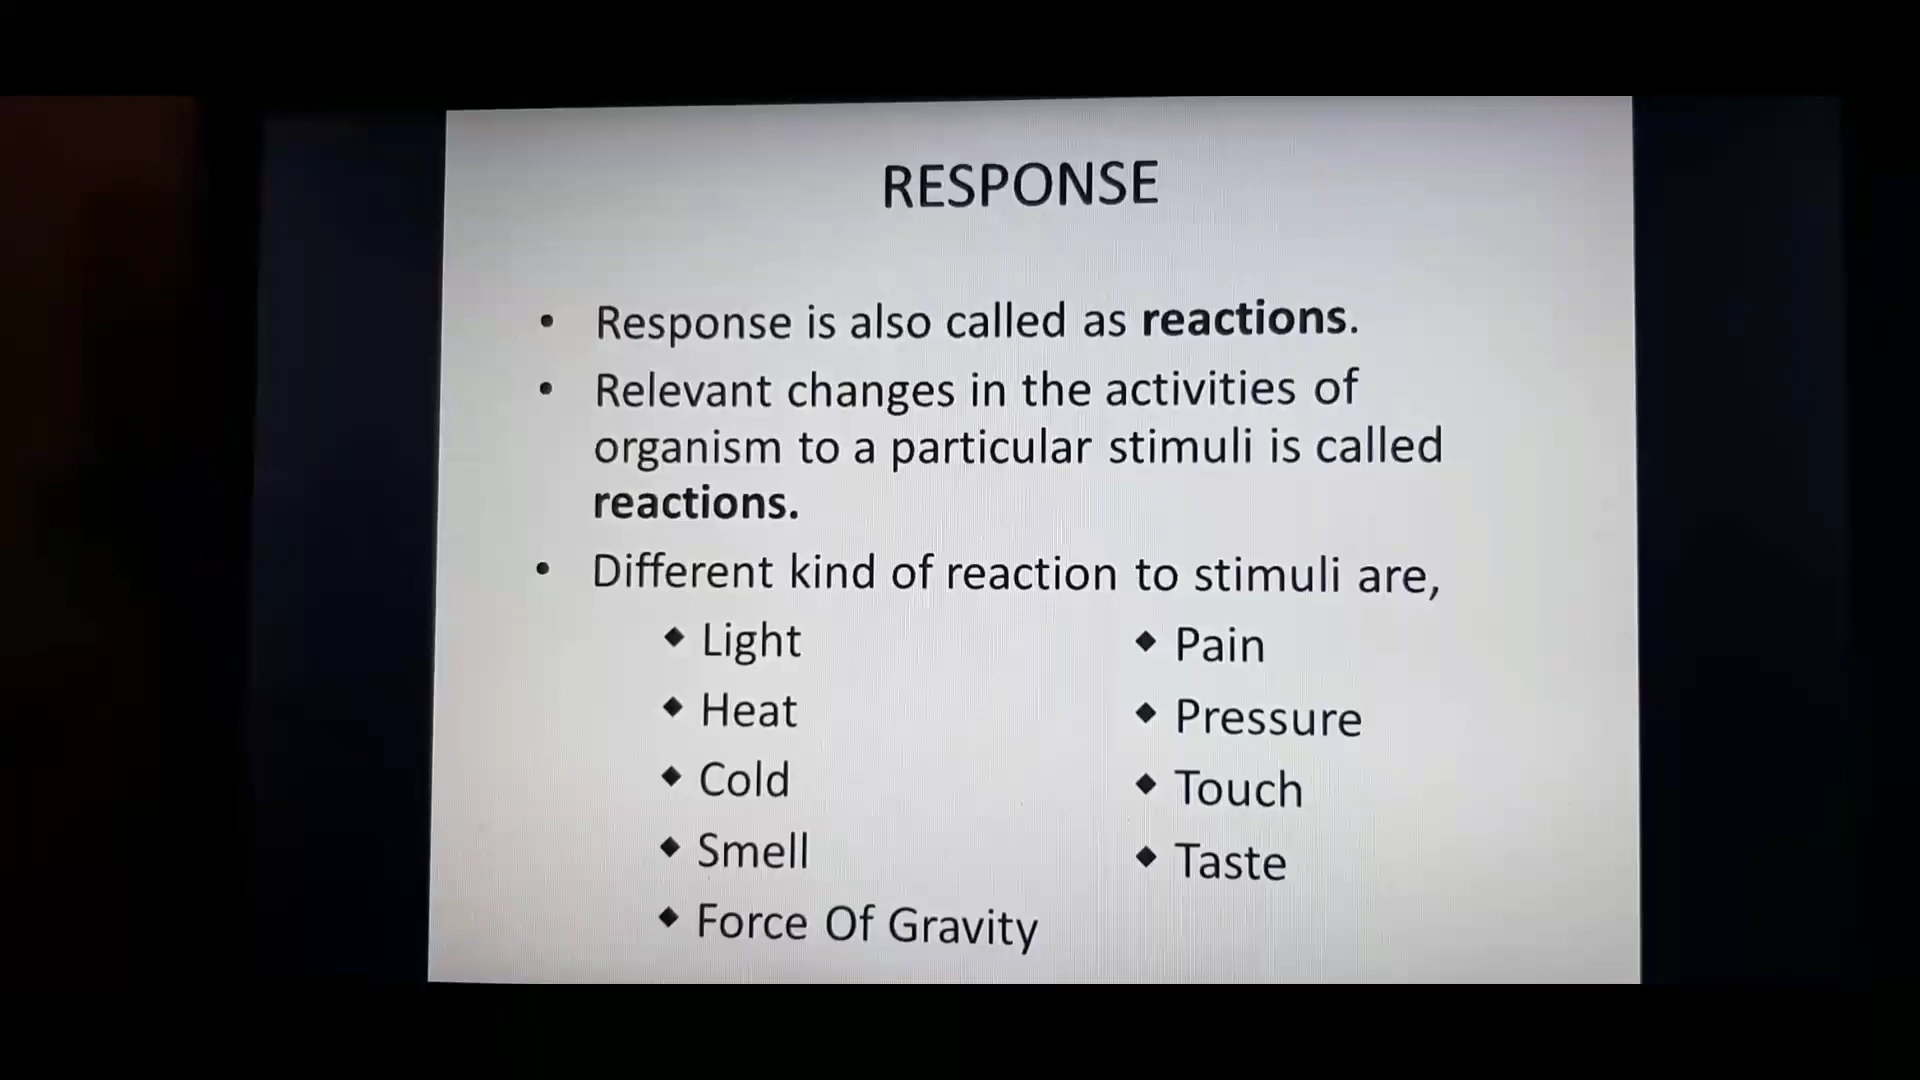 RESPONSE
• Response is also called as reactions.
• Relevant changes in the activities of
organism to a particular stimuli is called
reactions.
• Different kind of reaction to stimuli are,
◆ Light
◆ Heat
◆ Cold
◆ Smell
◆ Force Of Gravity
◆ Pain
◆ Pressure
◆ Touch
◆ Taste